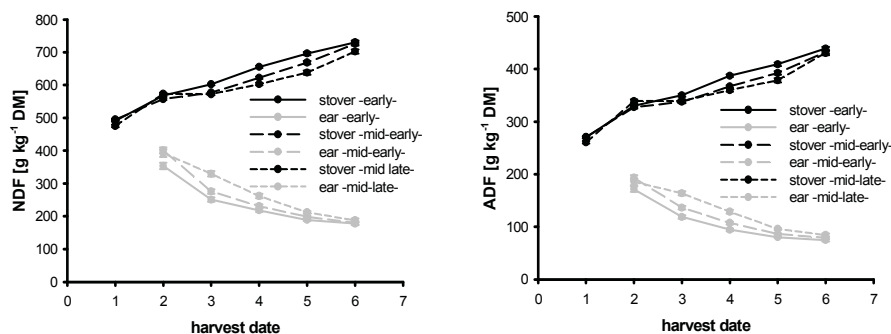 800
700
600
500
400
300
200
100
0
NDF [g kg-1 DM]
stover -early-
ear -early-
stover -mid-early-
ear -mid-early-
stover -mid late-
ear -mid-late-
0 1 2 3 4 5 6 7
harvest date
500
400
300
200
100
0
ADF [g kg-1 DM]
stover -early-
ear -early-
stover -mid-early-
ear -mid-early-
stover -mid-late-
ear -mid-late-
0 1 2 3 4 5 6 7
harvest date